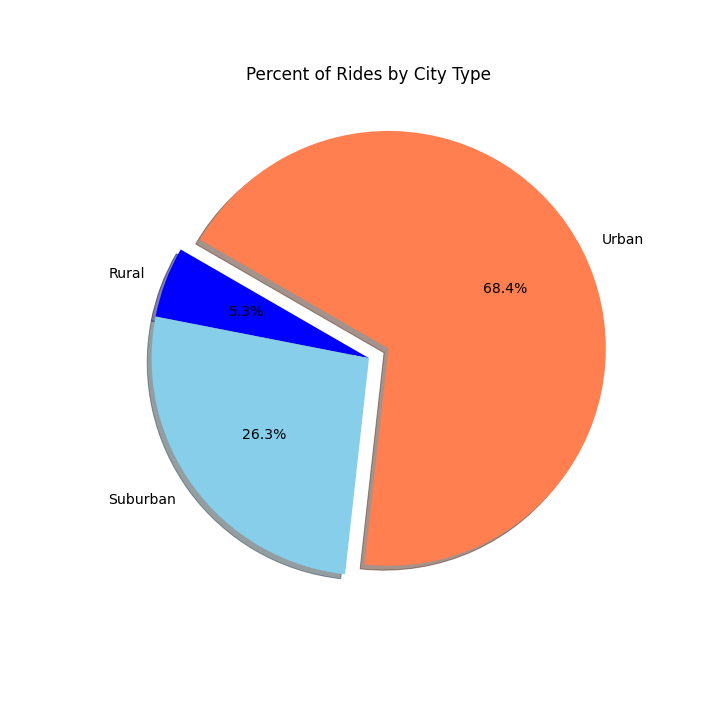 Percent of Rides by City Type
Urban
Rural
68.4%
5.3%
26.3%
Suburban